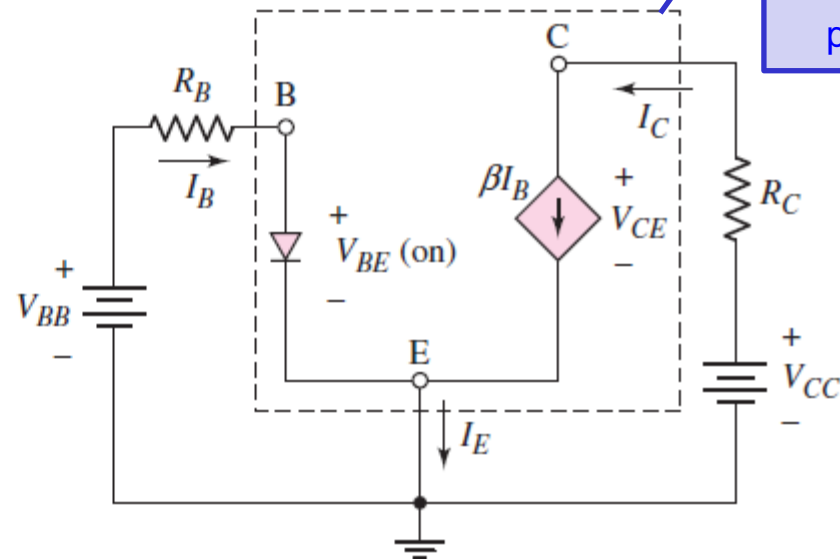 p
C
R_B
B
I_C
I_B
βI_B
+
V_CE
−
R_C
+
V_BE (on)
−
+
V_BB
−
E
I_E
+
V_CC
−